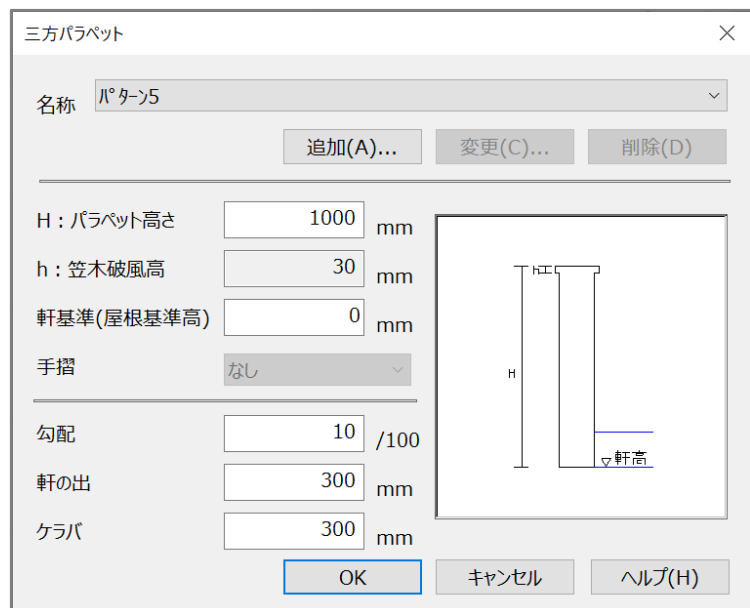 三方パラペット
名称 ﾊﾟﾀｰﾝ5
追加(A)... 変更(C)... 削除(D)
H：パラペット高さ 1000 mm
h：笠木破風高 30 mm
軒基準(屋根基準高) 0 mm
手摺 なし
勾配 10 /100
軒の出 300 mm
ケラバ 300 mm
h
H
軒高
OK キャンセル ヘルプ(H)